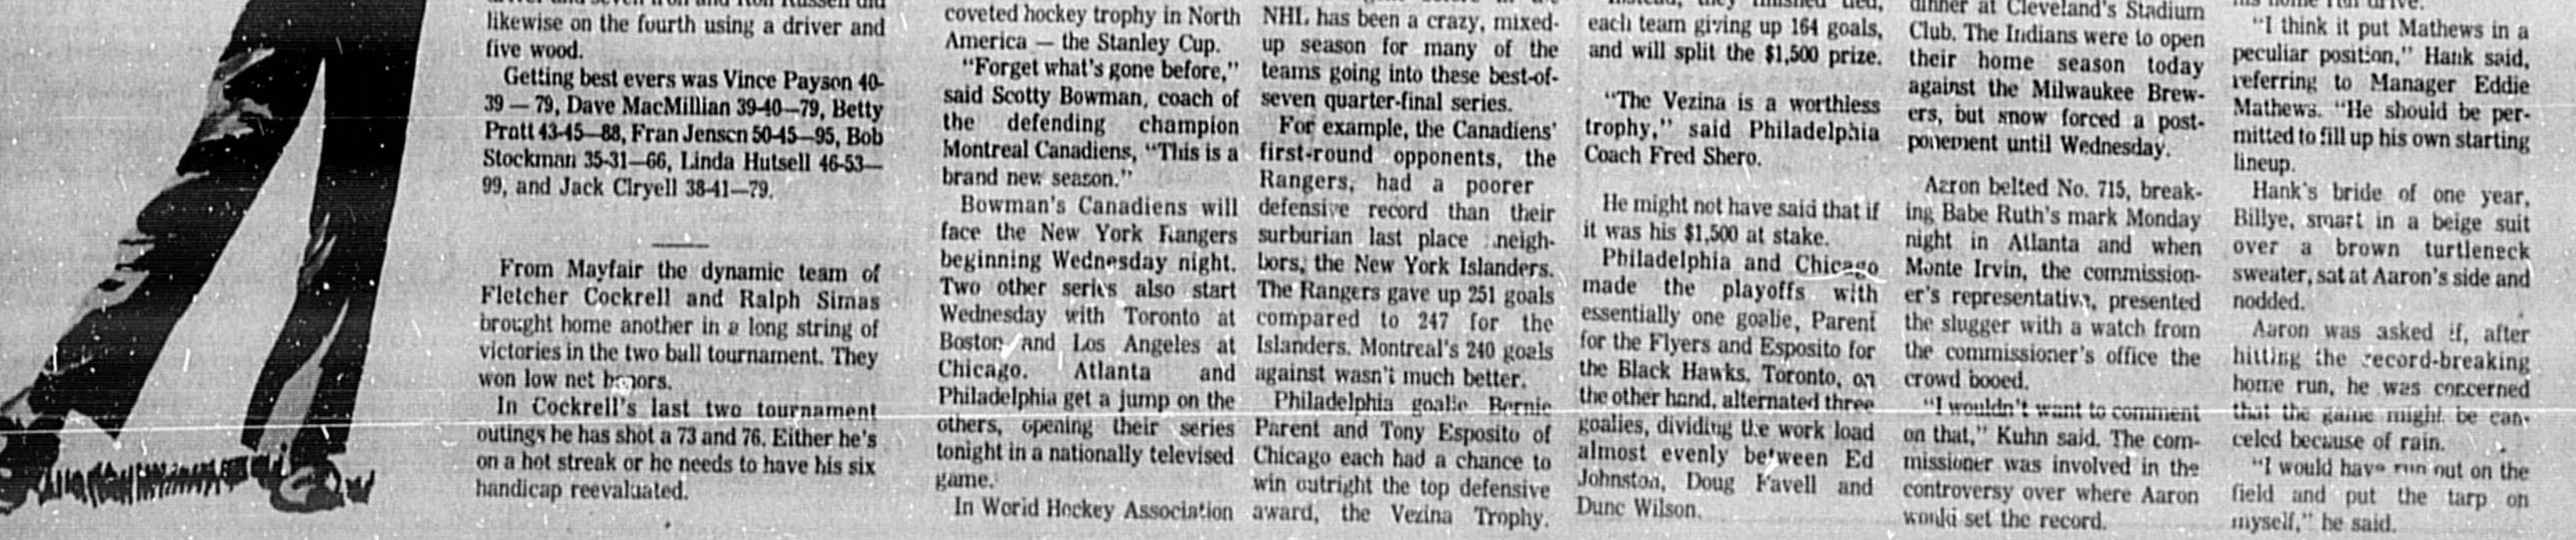 likewise on the fourth using a driver and
five wood.
Getting best evers was Vince Payson 40-
39 — 79, Dave MacMillian 39-40—79, Betty
Pratt 43-45—88, Fran Jensen 50-45—95, Bob
Stockman 35-31—66, Linda Hutsell 46-53—
99, and Jack Clryell 38-41—79.
From Mayfair the dynamic team of
Fletcher Cockrell and Ralph Simas
brought home another in a long string of
victories in the two ball tournament. They
won low net honors.
In Cockrell's last two tournament
outings he has shot a 73 and 76. Either he's
on a hot streak or he needs to have his six
handicap reevaluated.
coveted hockey trophy in North
America — the Stanley Cup.
"Forget what's gone before,"
said Scotty Bowman, coach of
the defending champion
Montreal Canadiens, "This is a
brand new season."
Bowman's Canadiens will
face the New York Rangers
beginning Wednesday night.
Two other series also start
Wednesday with Toronto at
Boston and Los Angeles at
Chicago. Atlanta and
Philadelphia get a jump on the
others, opening their series
tonight in a nationally televised
game.
In World Hockey Association
NHL has been a crazy, mixed-
up season for many of the
teams going into these best-of-
seven quarter-final series.
For example, the Canadiens'
first-round opponents, the
Rangers, had a poorer
defensive record than their
surburian last place neigh-
bors, the New York Islanders.
The Rangers gave up 251 goals
compared to 247 for the
Islanders. Montreal's 240 goals
against wasn't much better.
Philadelphia goalie Bernie
Parent and Tony Esposito of
Chicago each had a chance to
win outright the top defensive
award, the Vezina Trophy.
Instead, they finished tied,
each team giving up 164 goals,
and will split the $1,500 prize.
"The Vezina is a worthless
trophy," said Philadelphia
Coach Fred Shero.
He might not have said that if
it was his $1,500 at stake.
Philadelphia and Chicago
made the playoffs with
essentially one goalie, Parent
for the Flyers and Esposito for
the Black Hawks. Toronto, on
the other hand, alternated three
goalies, dividing the work load
almost evenly between Ed
Johnston, Doug Favell and
Dunc Wilson.
dinner at Cleveland's Stadium
Club. The Indians were to open
their home season today
against the Milwaukee Brew-
ers, but snow forced a post-
ponement until Wednesday.
Aaron belted No. 715, break-
ing Babe Ruth's mark Monday
night in Atlanta and when
Monte Irvin, the commission-
er's representative, presented
the slugger with a watch from
the commissioner's office the
crowd booed.
"I wouldn't want to comment
on that," Kuhn said. The com-
missioner was involved in the
controversy over where Aaron
would set the record.
"I think it put Mathews in a
peculiar position," Hank said,
referring to Manager Eddie
Mathews. "He should be per-
mitted to fill up his own starting
lineup.
Hank's bride of one year,
Billye, smart in a beige suit
over a brown turtleneck
sweater, sat at Aaron's side and
nodded.
Aaron was asked if, after
hitting the record-breaking
home run, he was concerned
that the game might be can-
celed because of rain.
"I would have run out on the
field and put the tarp on
myself," he said.